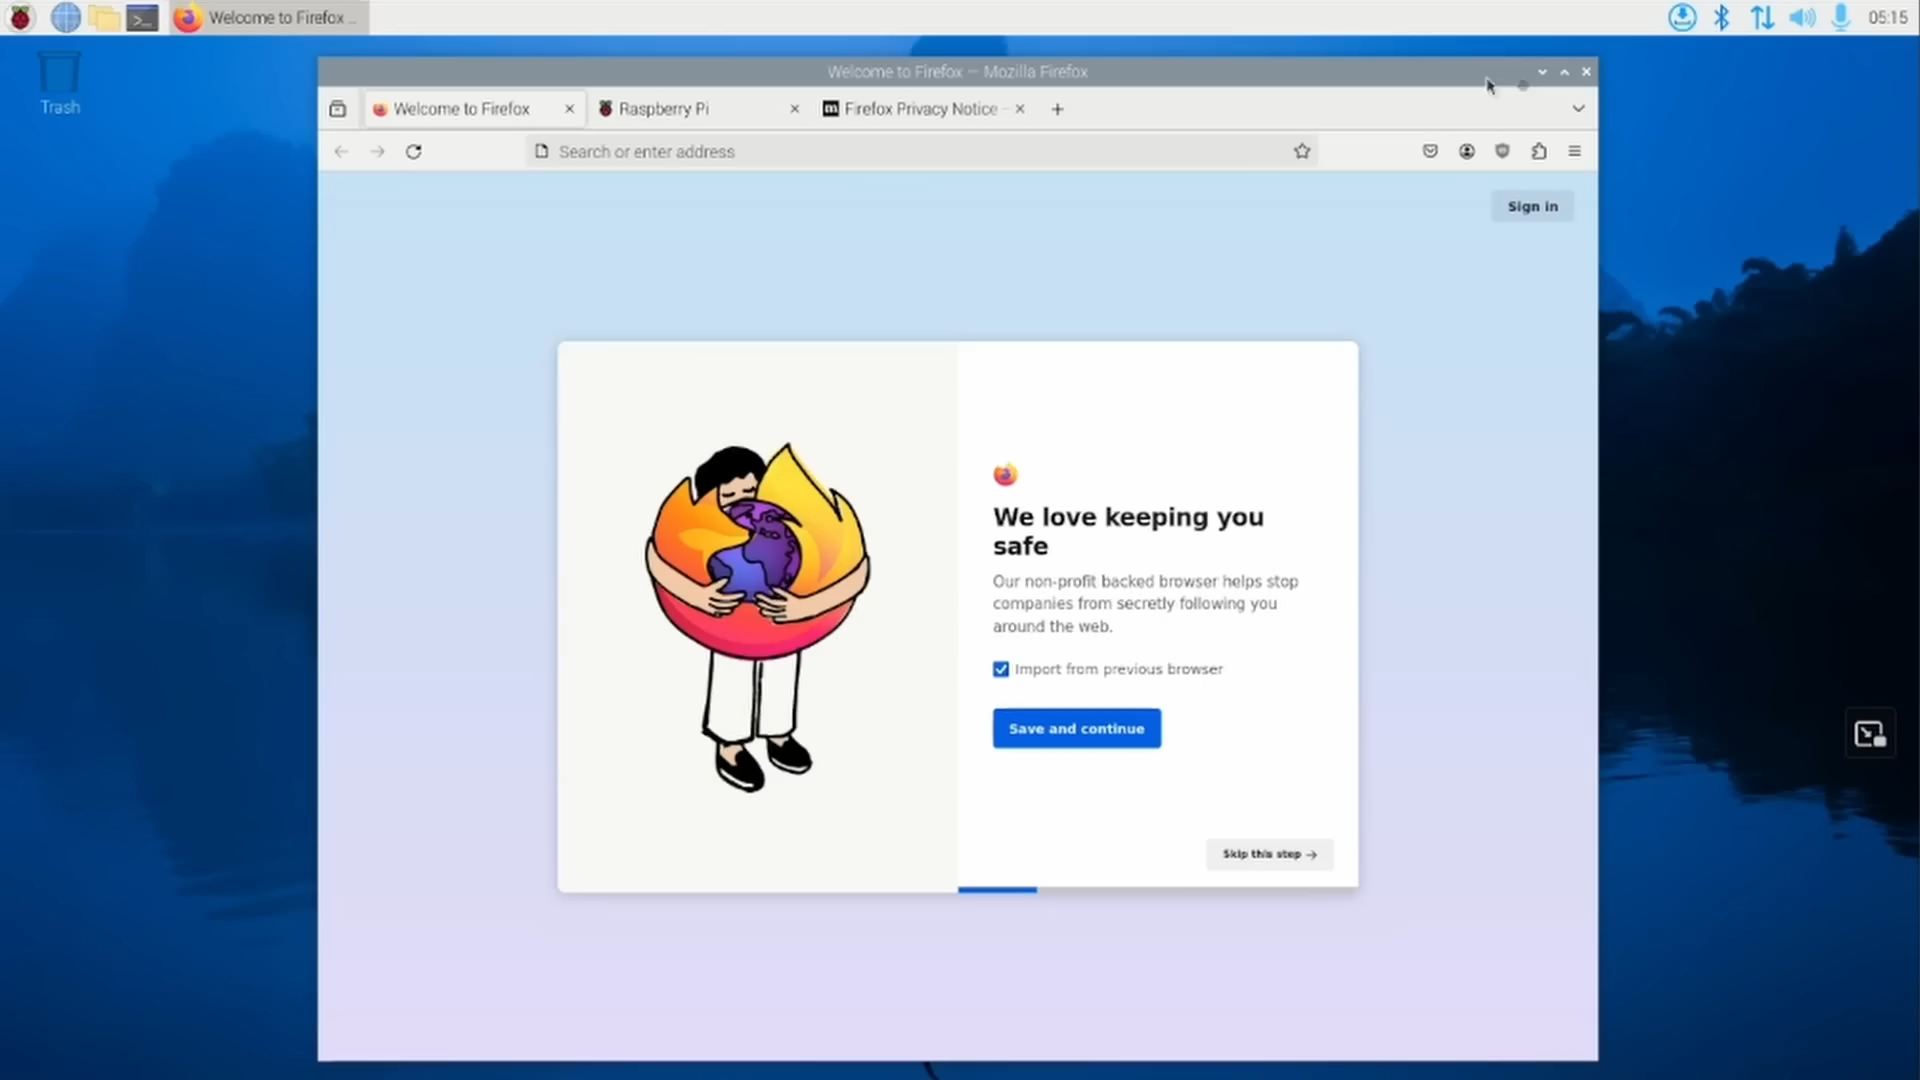 Welcome to Firefox ...
05:15
Trash
Welcome to Firefox — Mozilla Firefox
Welcome to Firefox
Raspberry Pi
Firefox Privacy Notice
Search or enter address
Sign in
We love keeping you
safe
Our non-profit backed browser helps stop
companies from secretly following you
around the web.
Import from previous browser
Save and continue
Skip this step →